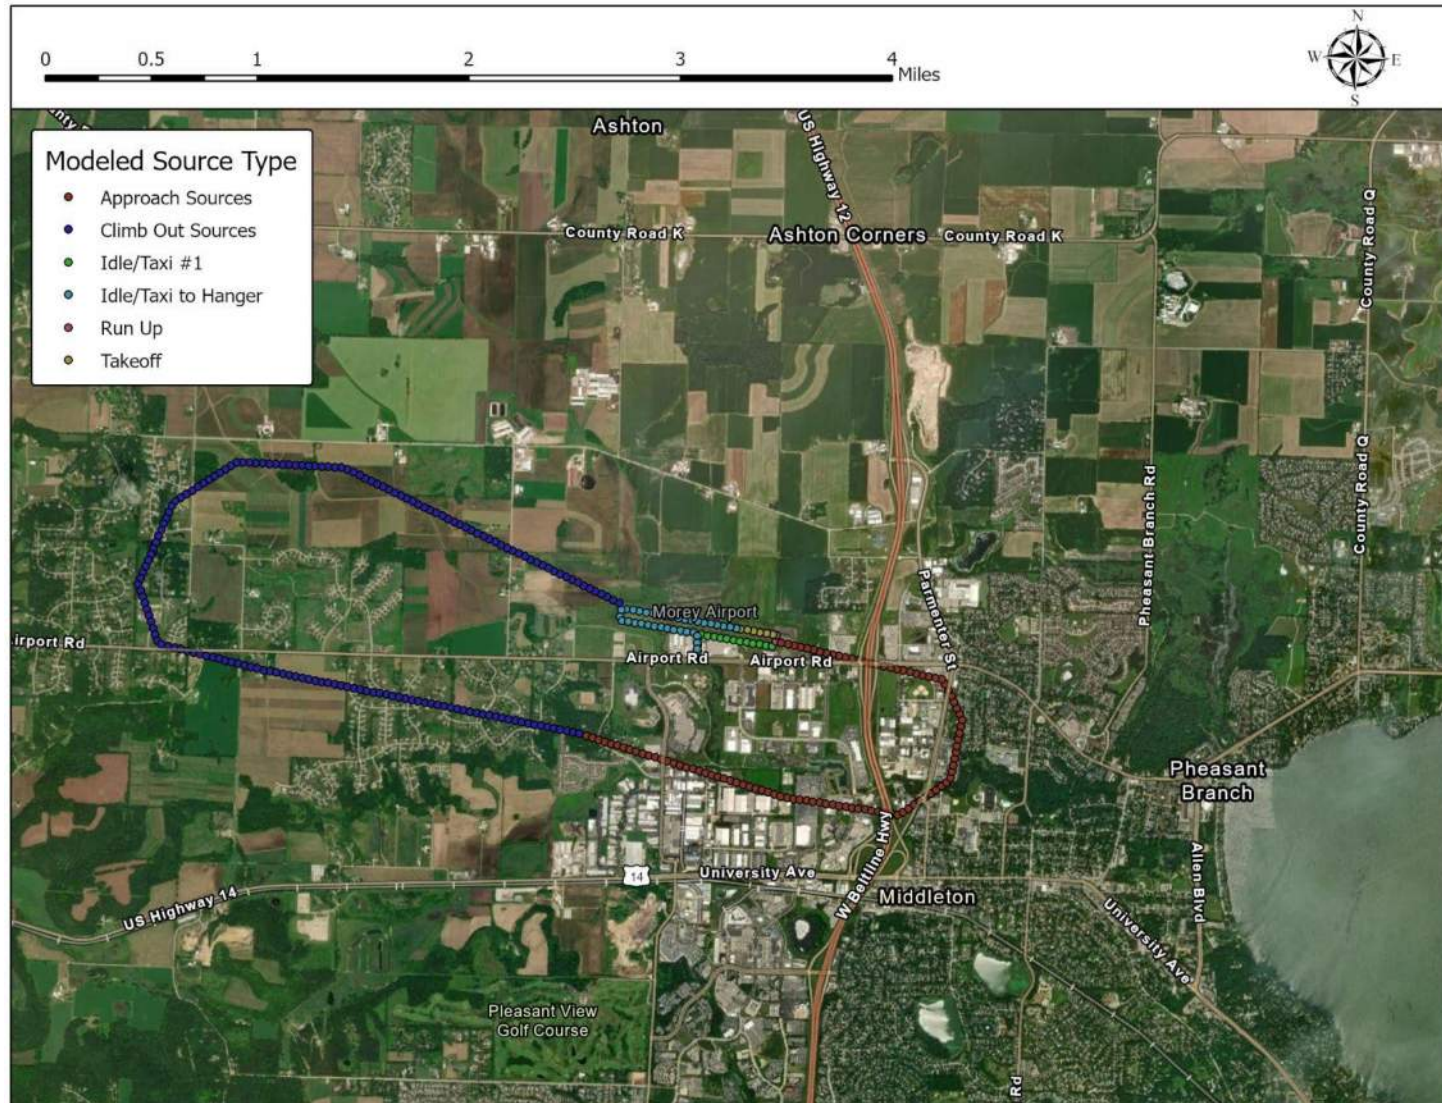 N
W E
S
0 0.5 1 2 3 4
Miles
Modeled Source Type
Approach Sources
Climb Out Sources
Idle/Taxi #1
Idle/Taxi to Hanger
Run Up
Takeoff
Ashton
US Highway 12
County Road K
Ashton Corners
County Road K
County Road Q
County Road Q
Pheasant Branch Rd
Parmenter St
Morey Airport
irport Rd
Airport Rd
Airport Rd
Pheasant
Branch
Allen Blvd
W Beltline Hwy
14
University Ave
Middleton
US Highway 14
University Ave
Pleasant View
Golf Course
Rd